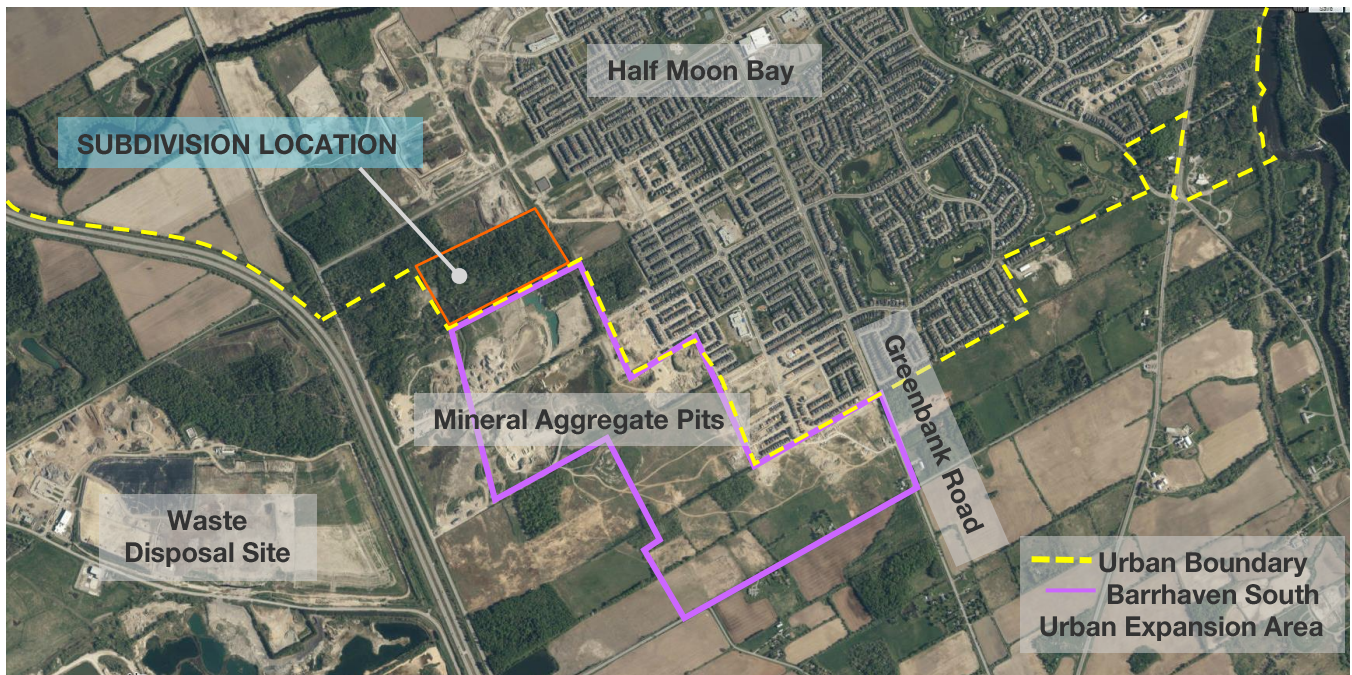 Half Moon Bay
SUBDIVISION LOCATION
Greenbank Road
Mineral Aggregate Pits
Waste
Disposal Site
Urban Boundary
Barrhaven South
Urban Expansion Area